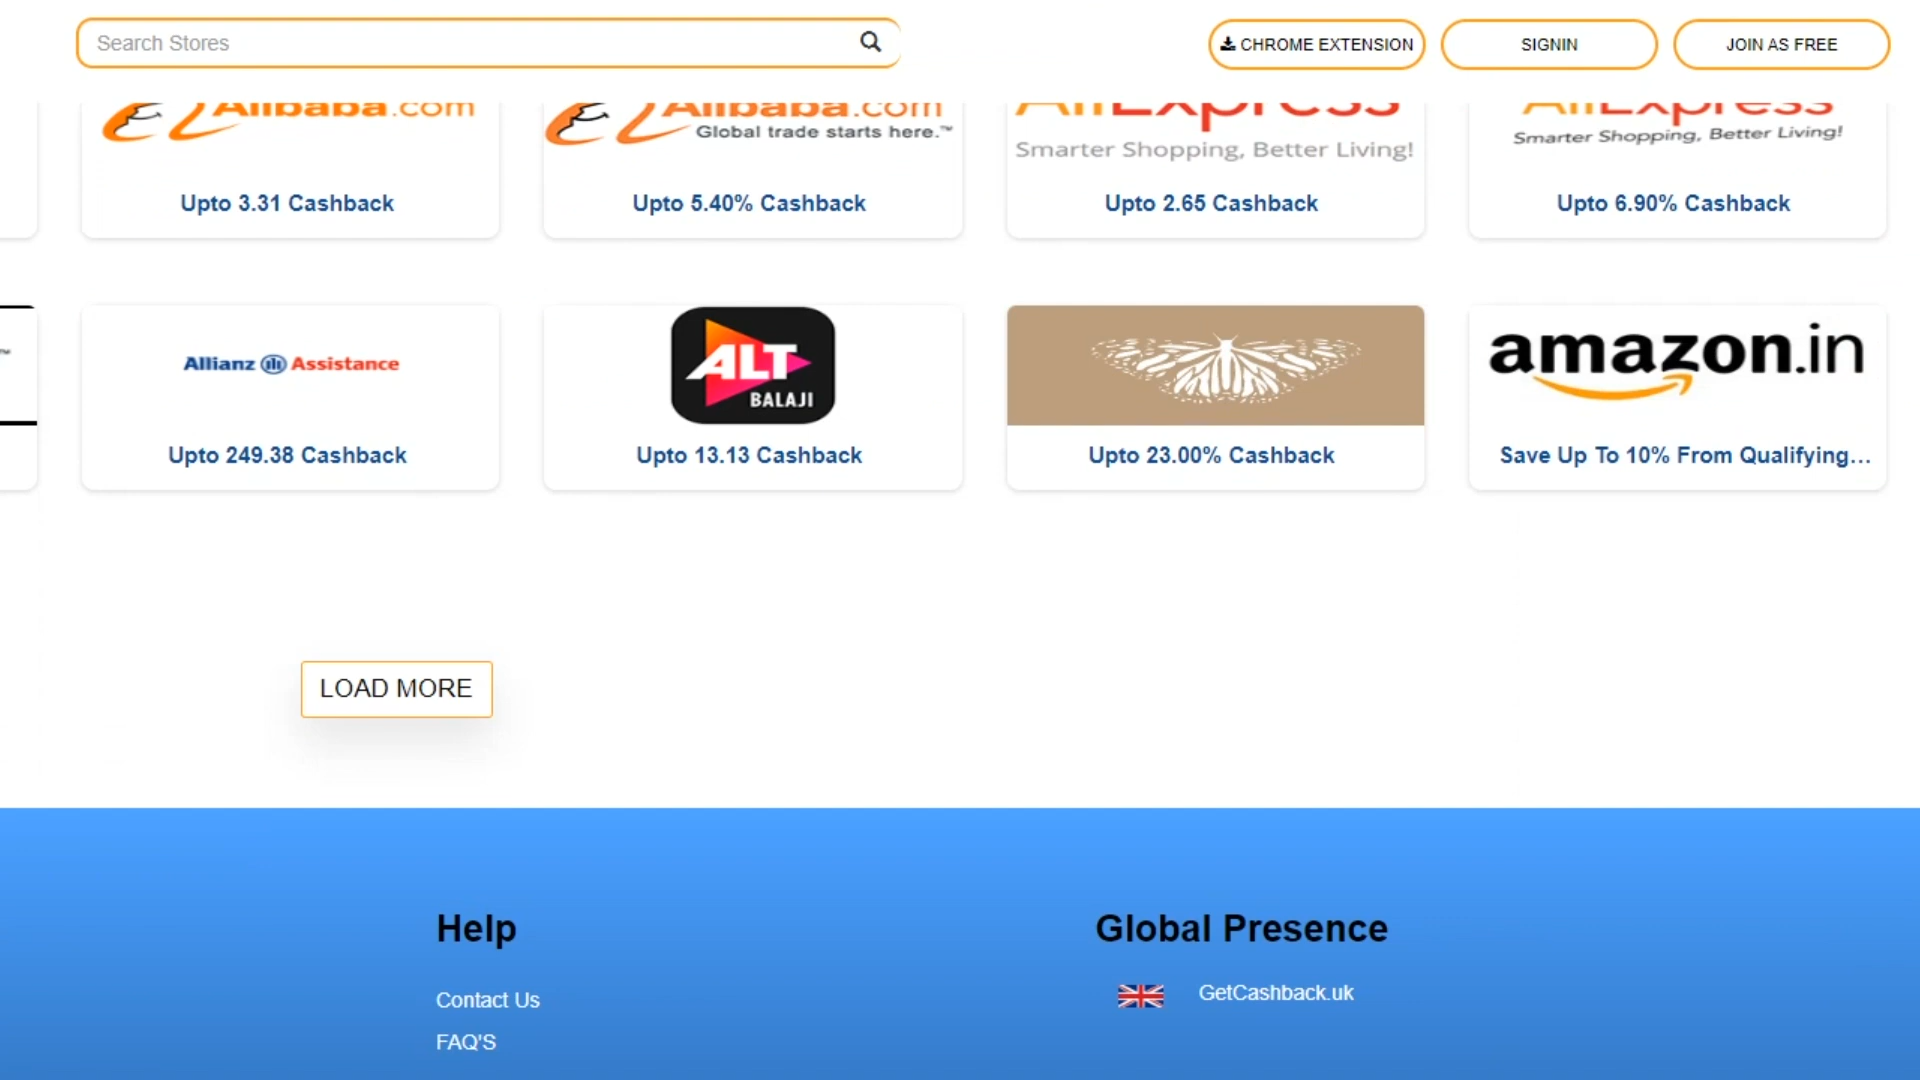 Search Stores
CHROME EXTENSION
SIGNIN
JOIN AS FREE
Alibaba.com
Alibaba.com
Global trade starts here.™
AliExpress
Smarter Shopping, Better Living!
AliExpress
Smarter Shopping, Better Living!
Upto 3.31 Cashback
Upto 5.40% Cashback
Upto 2.65 Cashback
Upto 6.90% Cashback
Allianz Assistance
ALT
BALAJI
amazon.in
Upto 249.38 Cashback
Upto 13.13 Cashback
Upto 23.00% Cashback
Save Up To 10% From Qualifying...
LOAD MORE
Help
Global Presence
Contact Us
GetCashback.uk
FAQ'S